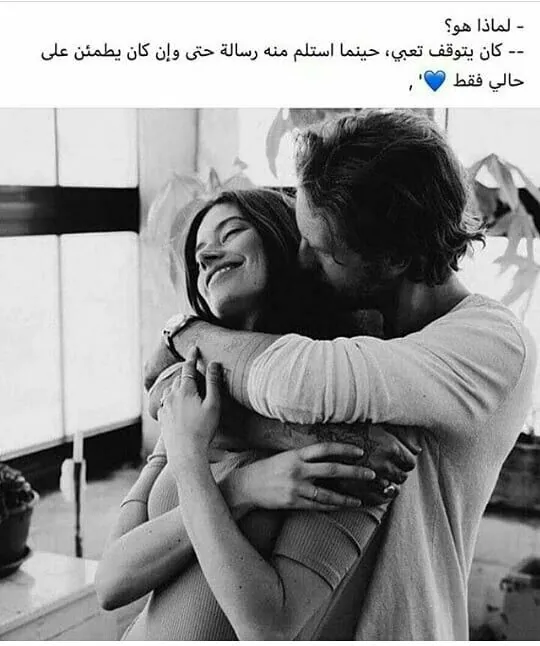 - لماذا هو؟
-- كان يتوقف تعبي، حينما استلم منه رسالة حتى وإن كان يطمئن على
حالي فقط 💙' ,